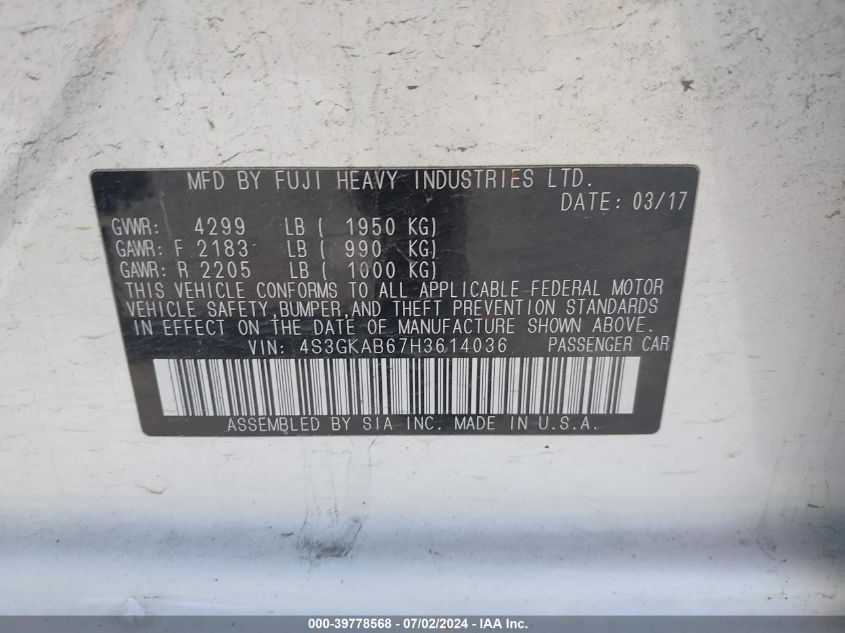 MFD BY FUJI HEAVY INDUSTRIES LTD.
DATE: 03/17
GVWR: 4299 LB ( 1950 KG)
GAWR: F 2183 LB ( 990 KG)
GAWR: R 2205 LB ( 1000 KG)
THIS VEHICLE CONFORMS TO ALL APPLICABLE FEDERAL MOTOR
VEHICLE SAFETY,BUMPER,AND THEFT PREVENTION STANDARDS
IN EFFECT ON THE DATE OF MANUFACTURE SHOWN ABOVE.
VIN: 4S3GKAB67H3614036 PASSENGER CAR
ASSEMBLED BY SIA INC. MADE IN U.S.A.
000-39778568 - 07/02/2024 - IAA Inc.